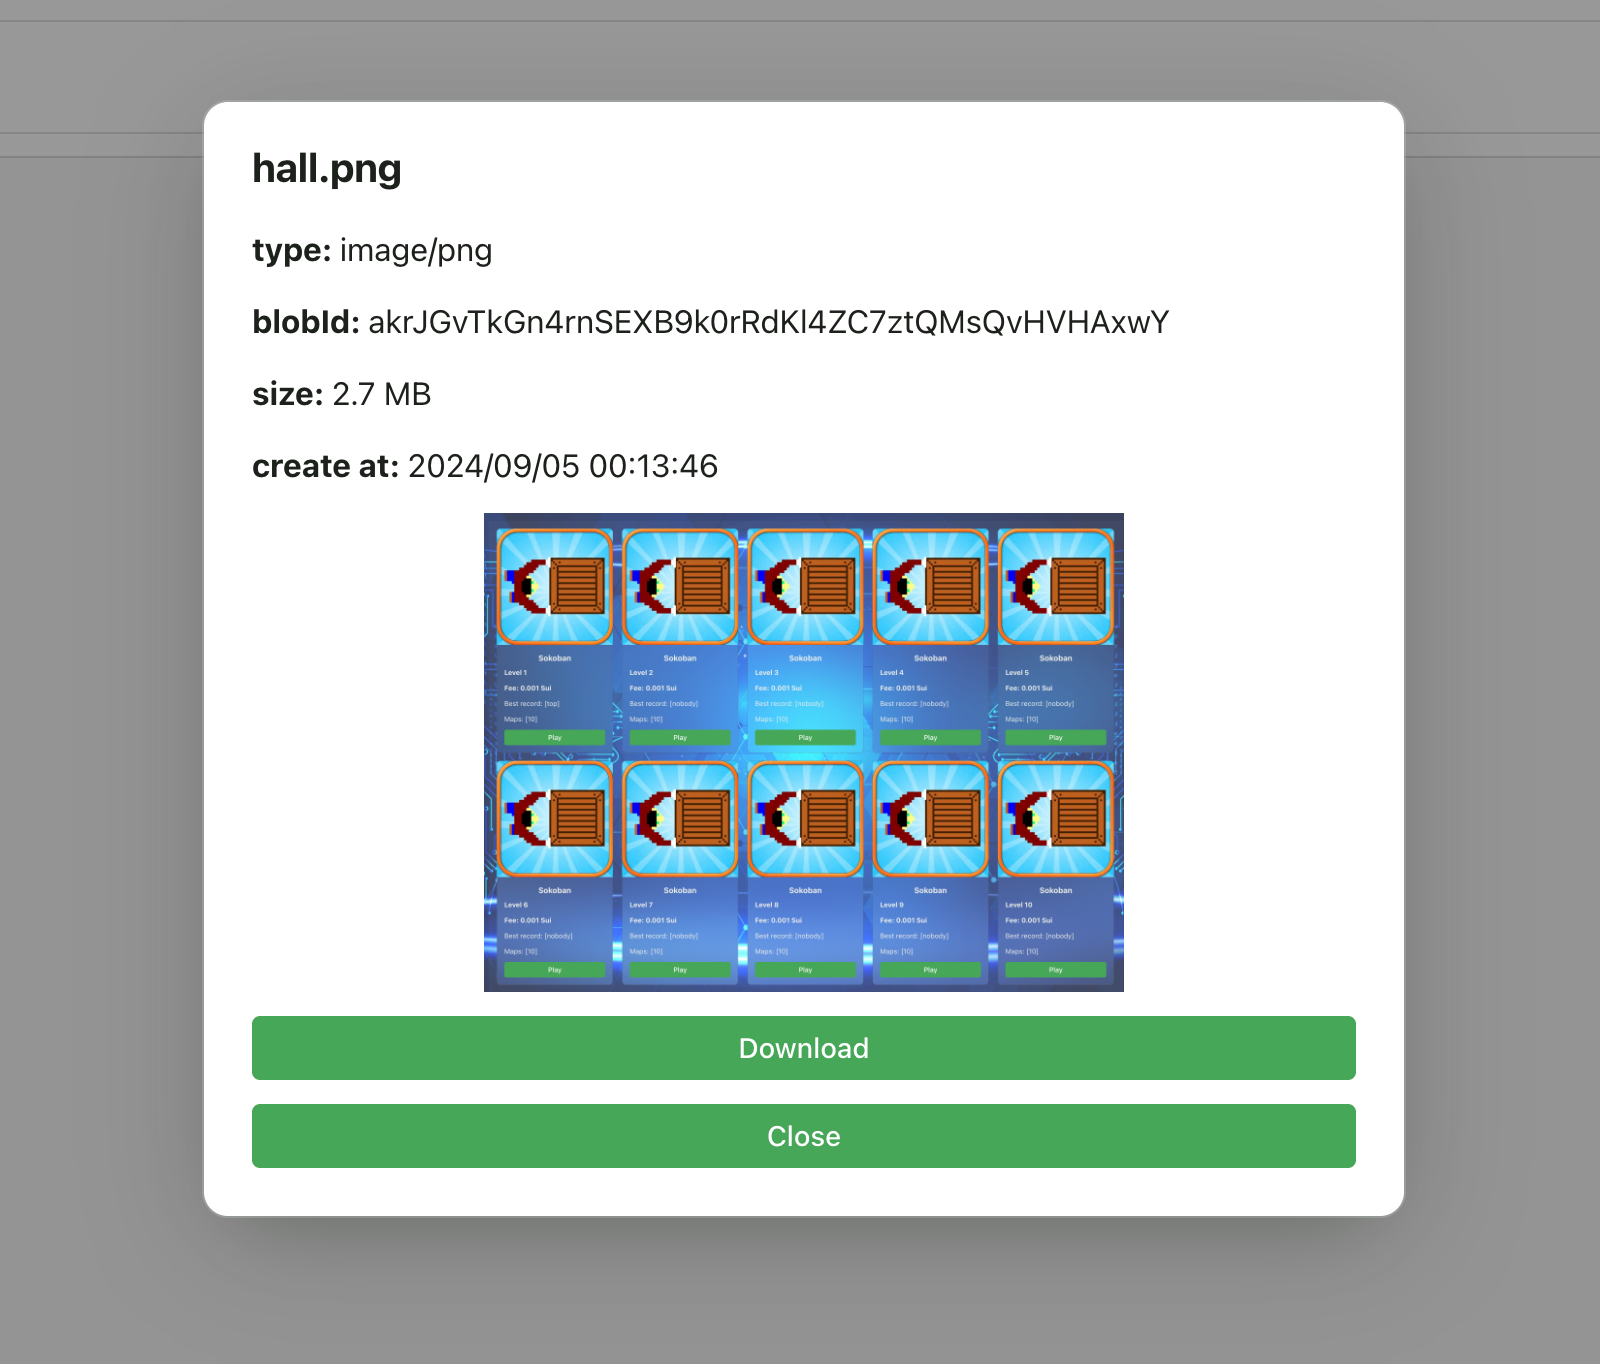 hall.png
type: image/png
blobId: akrJGvTkGn4rnSEXB9k0rRdKl4ZC7ztQMsQvHVHAxwY
size: 2.7 MB
create at: 2024/09/05 00:13:46
Sokoban
Level 1
Fee: 0.001 Sui
Best record: [top]
Maps: [10]
Play
Sokoban
Level 2
Fee: 0.001 Sui
Best record: [nobody]
Maps: [10]
Play
Sokoban
Level 3
Fee: 0.001 Sui
Best record: [nobody]
Maps: [10]
Play
Sokoban
Level 4
Fee: 0.001 Sui
Best record: [nobody]
Maps: [10]
Play
Sokoban
Level 5
Fee: 0.001 Sui
Best record: [nobody]
Maps: [10]
Play
Sokoban
Level 6
Fee: 0.001 Sui
Best record: [nobody]
Maps: [10]
Play
Sokoban
Level 7
Fee: 0.001 Sui
Best record: [nobody]
Maps: [10]
Play
Sokoban
Level 8
Fee: 0.001 Sui
Best record: [nobody]
Maps: [10]
Play
Sokoban
Level 9
Fee: 0.001 Sui
Best record: [nobody]
Maps: [10]
Play
Sokoban
Level 10
Fee: 0.001 Sui
Best record: [nobody]
Maps: [10]
Play
Download
Close